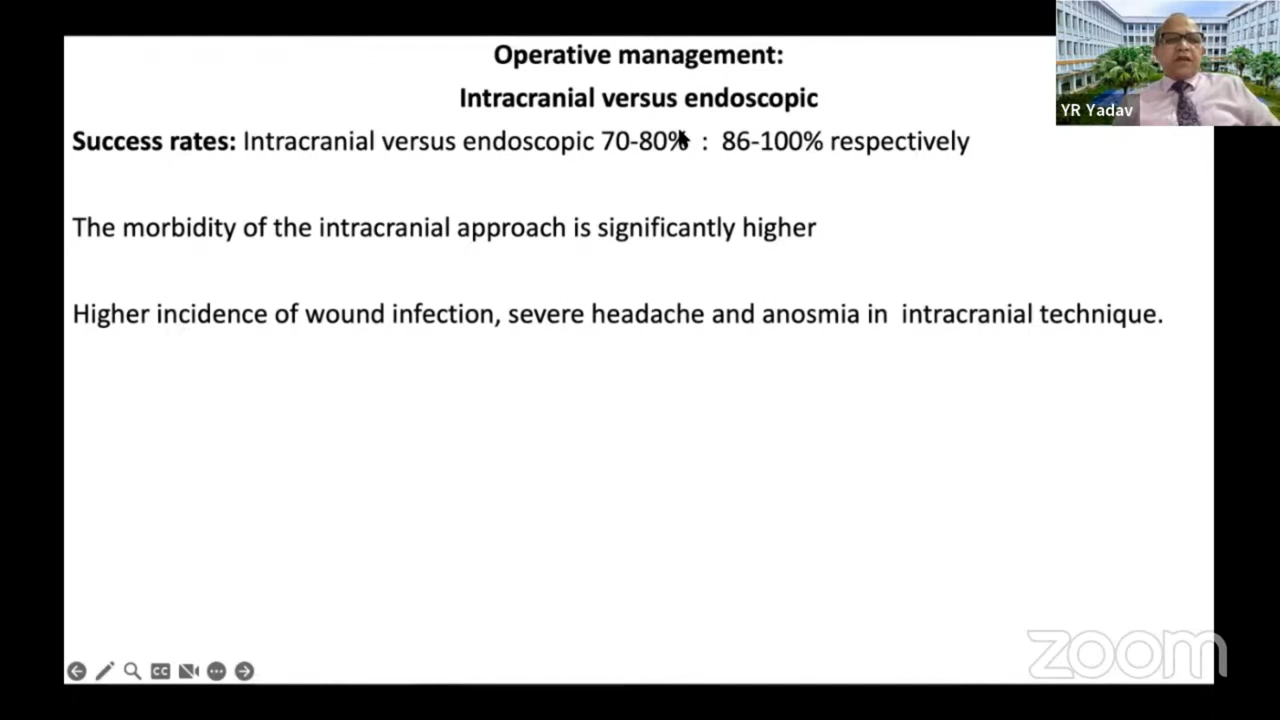 Operative management:
Intracranial versus endoscopic
YR Yadav
Success rates: Intracranial versus endoscopic 70-80% : 86-100% respectively
The morbidity of the intracranial approach is significantly higher
Higher incidence of wound infection, severe headache and anosmia in intracranial technique.
CC
zoom